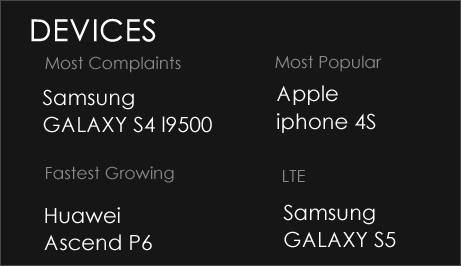 DEVICES
Most Complaints
Samsung
GALAXY S4 I9500
Most Popular
Apple
iphone 4S
Fastest Growing
Huawei
Ascend P6
LTE
Samsung
GALAXY S5